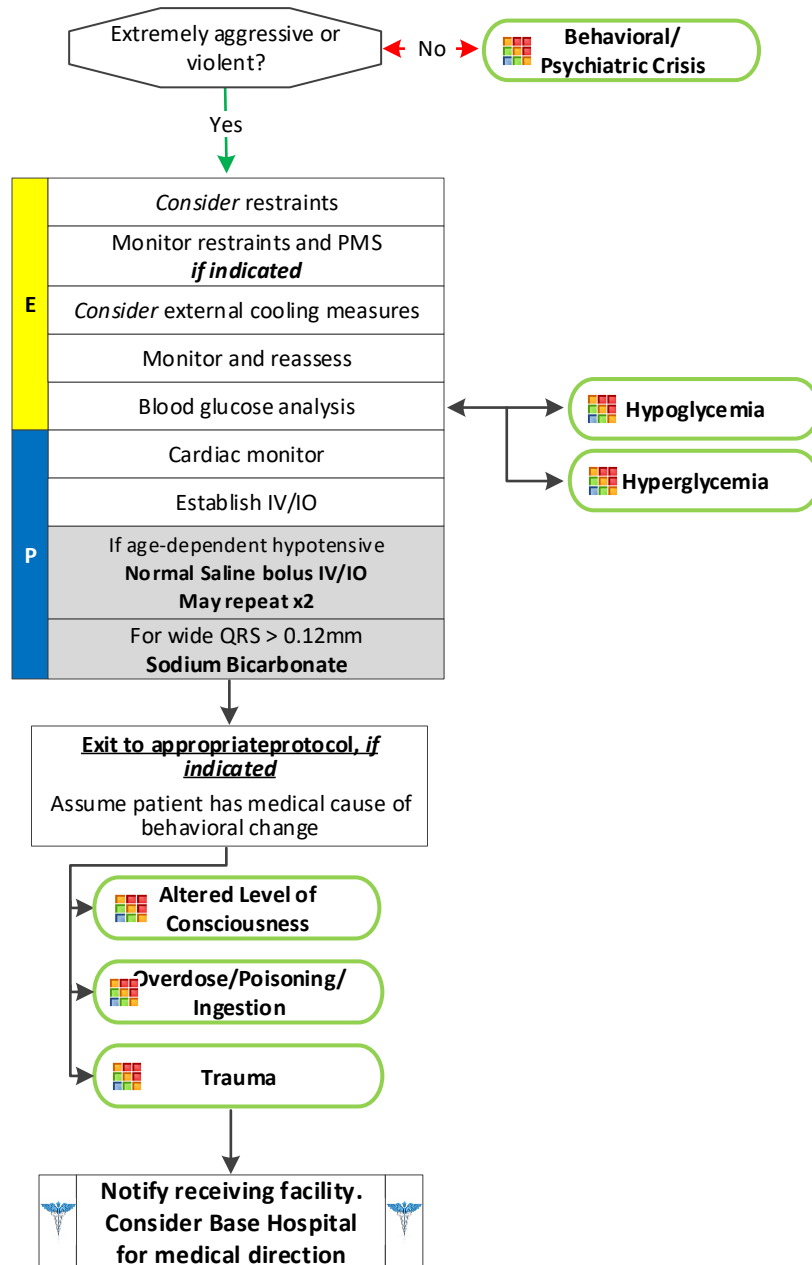 Extremely aggressive or
violent?
No
Behavioral/
Psychiatric Crisis
Yes
E
Consider restraints
Monitor restraints and PMS
if indicated
Consider external cooling measures
Monitor and reassess
Blood glucose analysis
Hypoglycemia
Hyperglycemia
P
Cardiac monitor
Establish IV/IO
If age-dependent hypotensive
Normal Saline bolus IV/IO
May repeat x2
For wide QRS > 0.12mm
Sodium Bicarbonate
Exit to appropriateprotocol, if
indicated
Assume patient has medical cause of
behavioral change
Altered Level of
Consciousness
Overdose/Poisoning/
Ingestion
Trauma
Notify receiving facility.
Consider Base Hospital
for medical direction